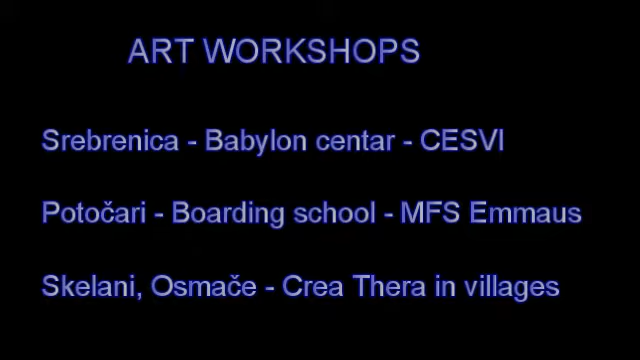 ART WORKSHOPS
Srebrenica - Babylon centar - CESVI
Potočari - Boarding school - MFS Emmaus
Skelani, Osmače - Crea Thera in villages